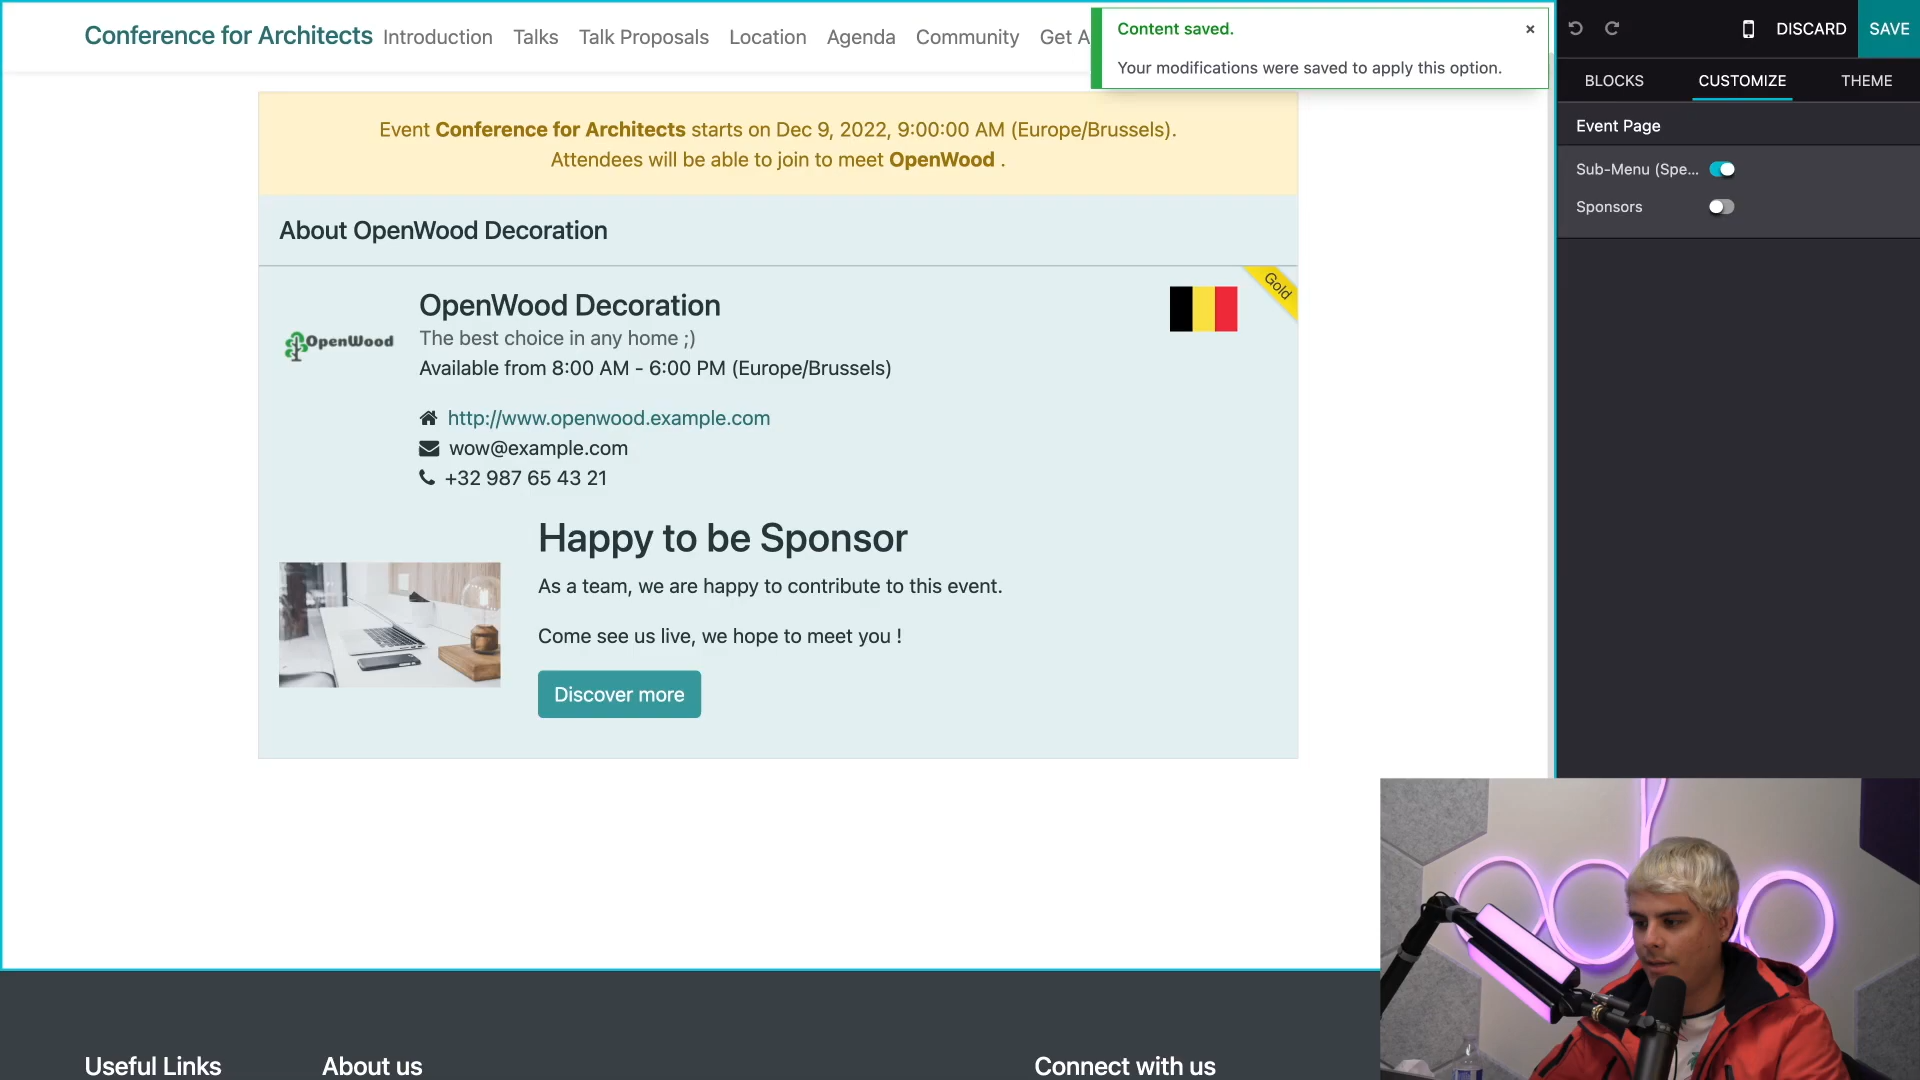 Conference for Architects Introduction Talks Talk Proposals Location Agenda Community Get A
Content saved. ×
Your modifications were saved to apply this option.
DISCARD SAVE
BLOCKS CUSTOMIZE THEME
Event Page
Sub-Menu (Spe...
Sponsors
Event Conference for Architects starts on Dec 9, 2022, 9:00:00 AM (Europe/Brussels).
Attendees will be able to join to meet OpenWood .
About OpenWood Decoration
Gold
OpenWood
OpenWood Decoration
The best choice in any home ;)
Available from 8:00 AM - 6:00 PM (Europe/Brussels)
http://www.openwood.example.com
wow@example.com
+32 987 65 43 21
Happy to be Sponsor
As a team, we are happy to contribute to this event.
Come see us live, we hope to meet you !
Discover more
Useful Links About us Connect with us